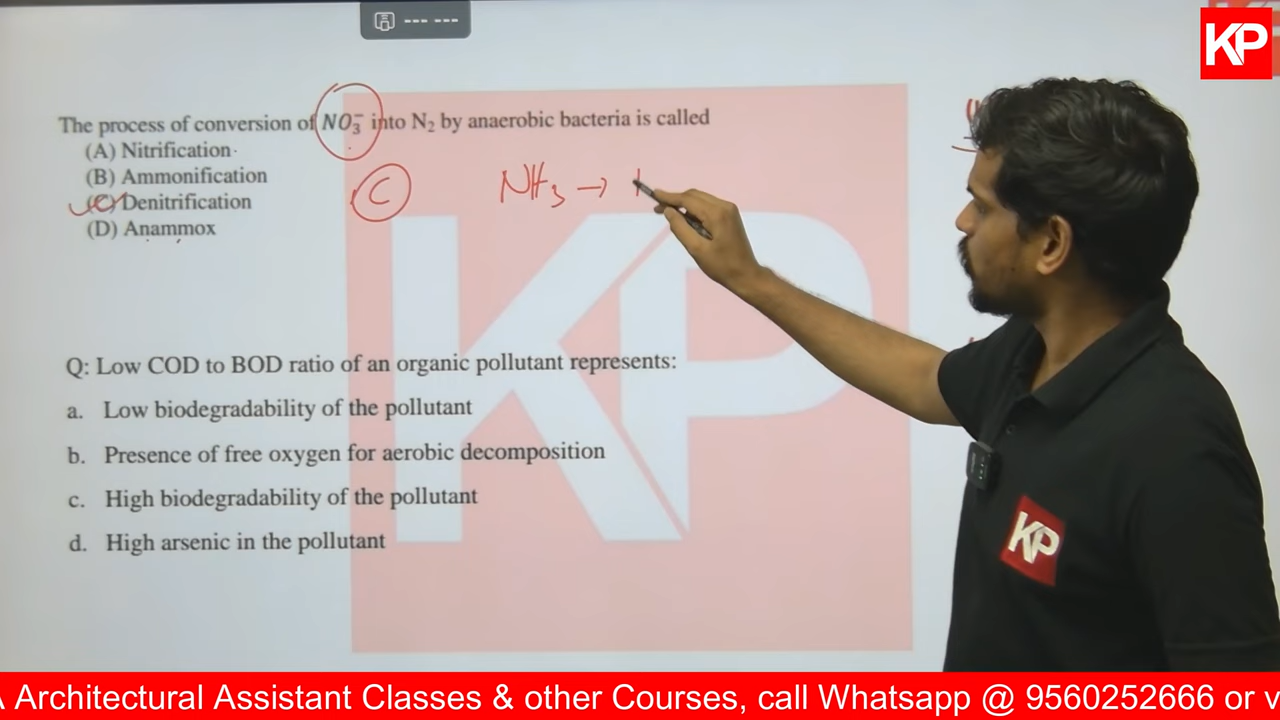 KP
The process of conversion of NO3⁻ into N2 by anaerobic bacteria is called
(A) Nitrification
(B) Ammonification
(C) Denitrification
(D) Anammox
C
NH3 →
KP
Q: Low COD to BOD ratio of an organic pollutant represents:
a. Low biodegradability of the pollutant
b. Presence of free oxygen for aerobic decomposition
c. High biodegradability of the pollutant
d. High arsenic in the pollutant
KP
A Architectural Assistant Classes & other Courses, call Whatsapp @ 9560252666 or v